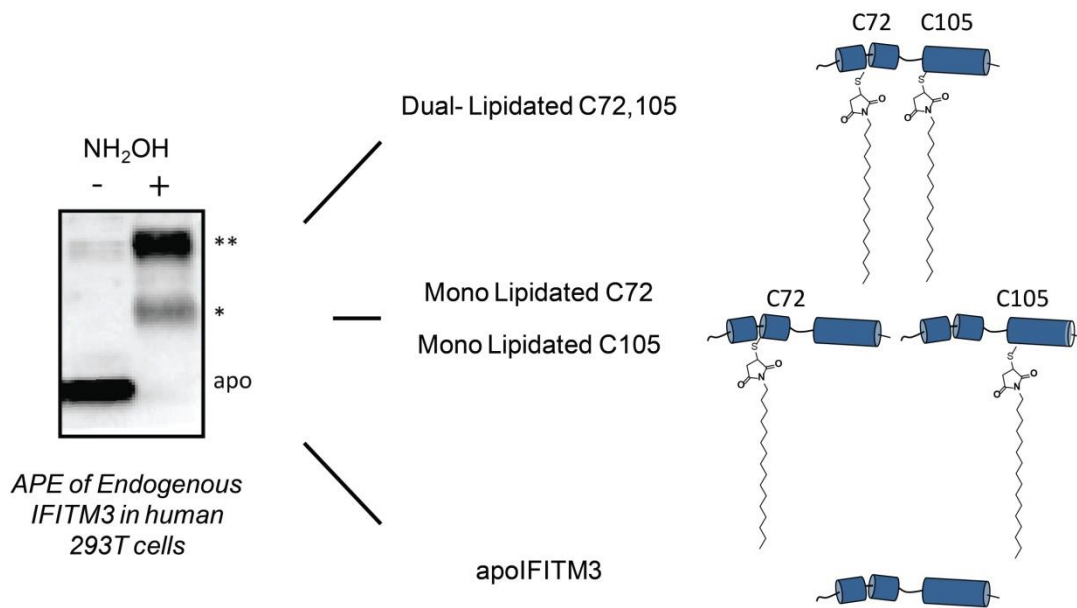 C72 C105
S S
O O O O
N N
Dual- Lipidated C72,105
NH₂OH
- +
**
*
apo
Mono Lipidated C72
Mono Lipidated C105
C72 C105
S S
O O O O
N N
APE of Endogenous
IFITM3 in human
293T cells
apoIFITM3